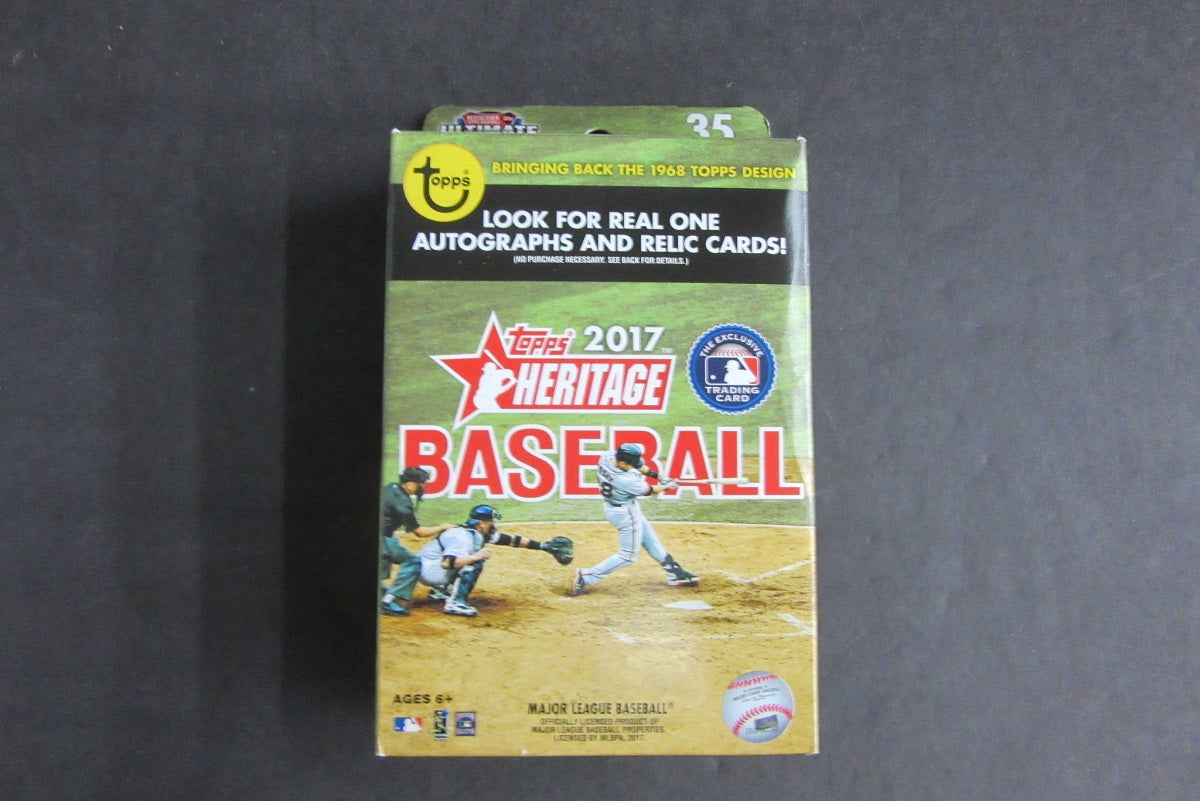 ULTIMATE
35
topps
BRINGING BACK THE 1968 TOPPS DESIGN
LOOK FOR REAL ONE
AUTOGRAPHS AND RELIC CARDS!
(NO PURCHASE NECESSARY. SEE BACK FOR DETAILS.)
topps 2017
HERITAGE™
THE EXCLUSIVE
TRADING
CARD
BASEBALL
AGES 6+
MAJOR LEAGUE BASEBALL®
OFFICIALLY LICENSED PRODUCT OF
MAJOR LEAGUE BASEBALL PROPERTIES.
LICENSED BY MLBPA, 2017.